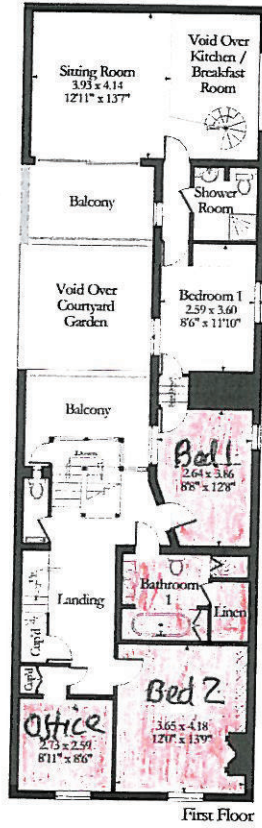 Sitting Room
3.93 x 4.14
12'11" x 13'7"
Void Over
Kitchen /
Breakfast
Room
Shower
Room
Balcony
Void Over
Courtyard
Garden
Bedroom 1
2.59 x 3.60
8'6" x 11'10"
Balcony
Down
Bed 1
2.64 x 3.86
8'8" x 12'8"
Bathroom
1
Linen
Landing
Cup'd
Cup'd
Office
2.73 x 2.59
8'11" x 8'6"
Bed 2
3.65 x 4.18
12'0" x 13'9"
First Floor